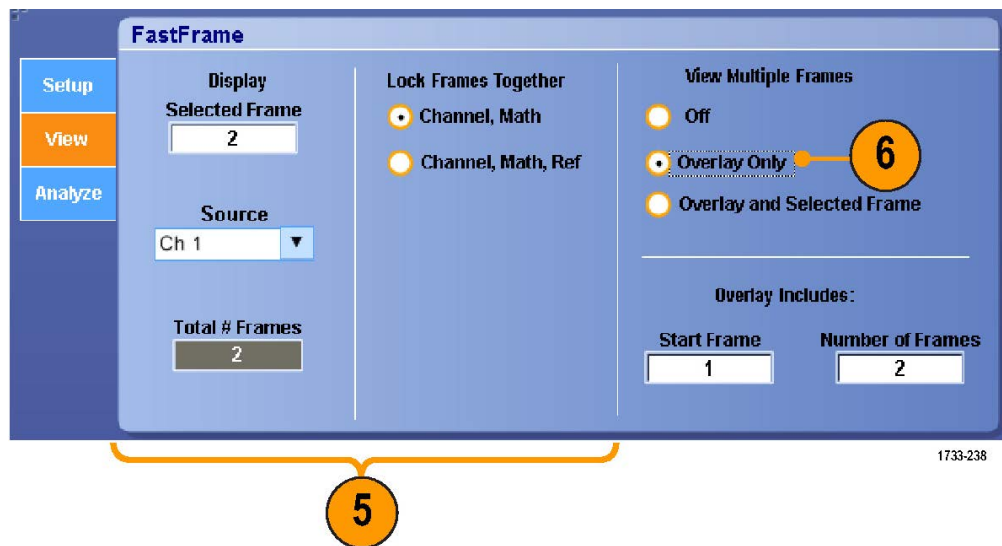 FastFrame
Setup
View
Analyze
Display
Selected Frame
2
Source
Ch 1
Total # Frames
2
Lock Frames Together
Channel, Math
Channel, Math, Ref
View Multiple Frames
Off
Overlay Only
Overlay and Selected Frame
6
Overlay Includes:
Start Frame
1
Number of Frames
2
5
1733-238